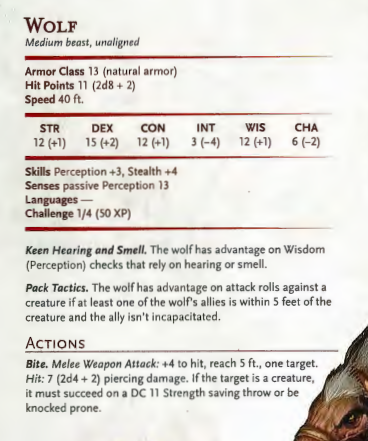 WOLF
Medium beast, unaligned
Armor Class 13 (natural armor)
Hit Points 11 (2d8 + 2)
Speed 40 ft.
STR DEX CON INT WIS CHA
12 (+1) 15 (+2) 12 (+1) 3 (−4) 12 (+1) 6 (−2)
Skills Perception +3, Stealth +4
Senses passive Perception 13
Languages —
Challenge 1/4 (50 XP)
Keen Hearing and Smell. The wolf has advantage on Wisdom
(Perception) checks that rely on hearing or smell.
Pack Tactics. The wolf has advantage on attack rolls against a
creature if at least one of the wolf's allies is within 5 feet of the
creature and the ally isn't incapacitated.
ACTIONS
Bite. Melee Weapon Attack: +4 to hit, reach 5 ft., one target.
Hit: 7 (2d4 + 2) piercing damage. If the target is a creature,
it must succeed on a DC 11 Strength saving throw or be
knocked prone.